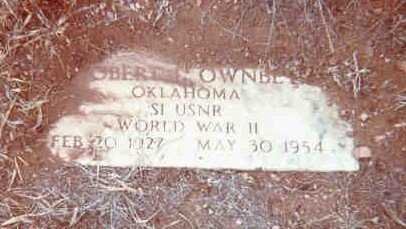 OKLAHOMA
S1 USNR
WORLD WAR II
FEB 20 1927 MAY 30 1954